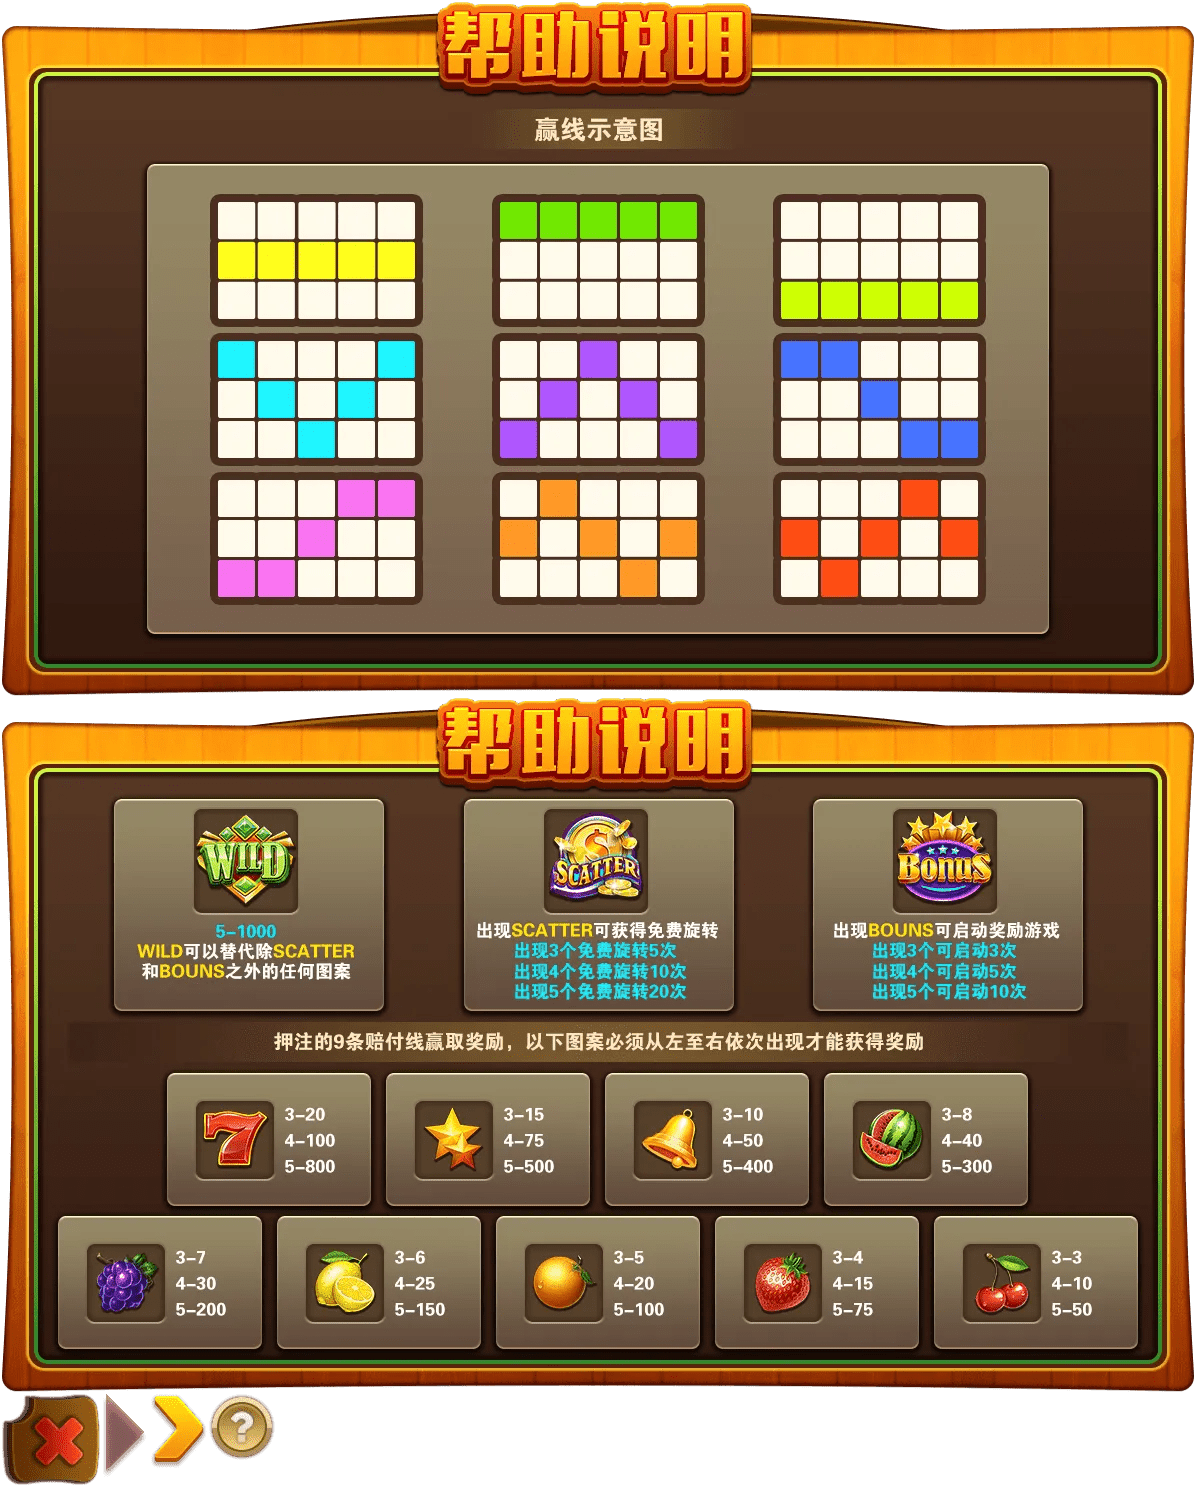 帮助说明
赢线示意图
帮助说明
WILD
5-1000
WILD可以替代除SCATTER
和BOUNS之外的任何图案
SCATTER
出现SCATTER可获得免费旋转
出现3个免费旋转5次
出现4个免费旋转10次
出现5个免费旋转20次
Bonus
出现BOUNS可启动奖励游戏
出现3个可启动3次
出现4个可启动5次
出现5个可启动10次
押注的9条赔付线赢取奖励，以下图案必须从左至右依次出现才能获得奖励
7
3-20
4-100
5-800
3-15
4-75
5-500
3-10
4-50
5-400
3-8
4-40
5-300
3-7
4-30
5-200
3-6
4-25
5-150
3-5
4-20
5-100
3-4
4-15
5-75
3-3
4-10
5-50
?